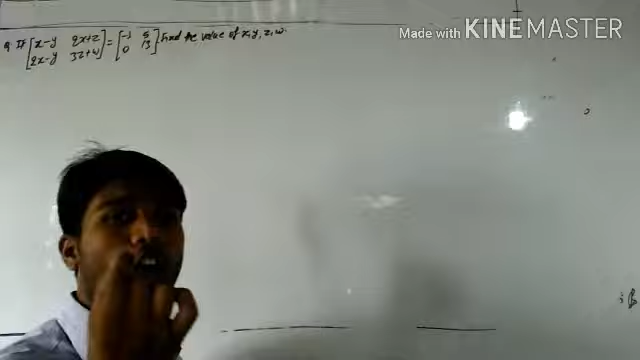 Made with KINEMASTER
Q. If [x-y 2x+z] = [-1 5] find the value of x, y, z, w.
[2x-y 3z+w] [0 13]